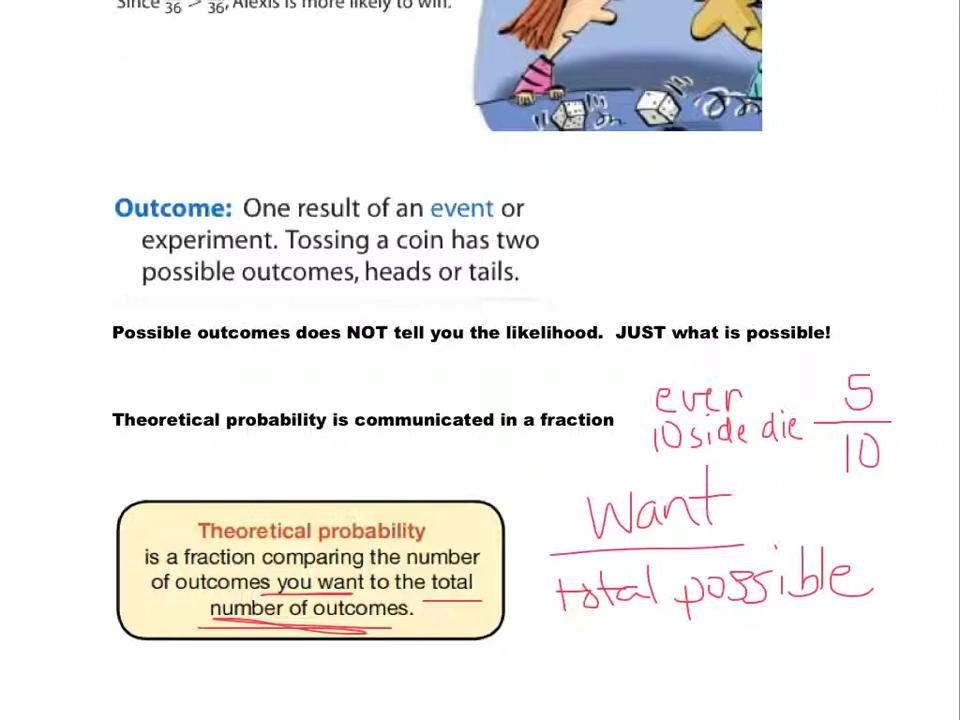 Since /36 > /36, Alexis is more likely to win.
Outcome: One result of an event or
experiment. Tossing a coin has two
possible outcomes, heads or tails.
Possible outcomes does NOT tell you the likelihood.  JUST what is possible!
Theoretical probability is communicated in a fraction
ever
10 side die
5
10
Want
total possible
Theoretical probability
is a fraction comparing the number
of outcomes you want to the total
number of outcomes.